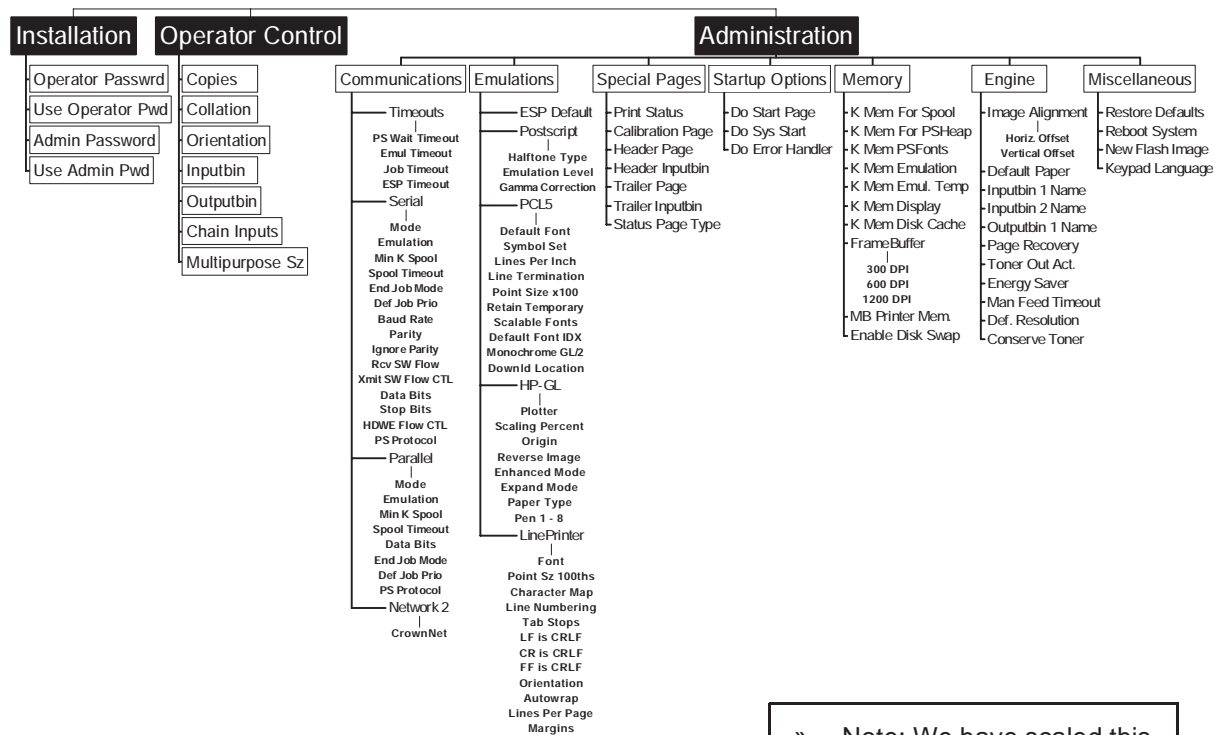 Installation
Operator Control
Administration
Operator Passwrd
Use Operator Pwd
Admin Password
Use Admin Pwd
Copies
Collation
Orientation
Inputbin
Outputbin
Chain Inputs
Multipurpose Sz
Communications
Timeouts
PS Wait Timeout
Emul Timeout
Job Timeout
ESP Timeout
Serial
Mode
Emulation
Min K Spool
Spool Timeout
End Job Mode
Def Job Prio
Baud Rate
Parity
Ignore Parity
Rcv SW Flow
Xmit SW Flow CTL
Data Bits
Stop Bits
HDWE Flow CTL
PS Protocol
Parallel
Mode
Emulation
Min K Spool
Spool Timeout
Data Bits
End Job Mode
Def Job Prio
PS Protocol
Network 2
CrownNet
Emulations
ESP Default
Postscript
Halftone Type
Emulation Level
Gamma Correction
PCL5
Default Font
Symbol Set
Lines Per Inch
Line Termination
Point Size x100
Retain Temporary
Scalable Fonts
Default Font IDX
Monochrome GL/2
Downld Location
HP-GL
Plotter
Scaling Percent
Origin
Reverse Image
Enhanced Mode
Expand Mode
Paper Type
Pen 1 - 8
LinePrinter
Font
Point Sz 100ths
Character Map
Line Numbering
Tab Stops
LF is CRLF
CR is CRLF
FF is CRLF
Orientation
Autowrap
Lines Per Page
Margins
Special Pages
Print Status
Calibration Page
Header Page
Header Inputbin
Trailer Page
Trailer Inputbin
Status Page Type
Startup Options
Do Start Page
Do Sys Start
Do Error Handler
Memory
K Mem For Spool
K Mem For PSHeap
K Mem PSFonts
K Mem Emulation
K Mem Emul. Temp
K Mem Display
K Mem Disk Cache
FrameBuffer
300 DPI
600 DPI
1200 DPI
MB Printer Mem.
Enable Disk Swap
Engine
Image Alignment
Horiz. Offset
Vertical Offset
Default Paper
Inputbin 1 Name
Inputbin 2 Name
Outputbin 1 Name
Page Recovery
Toner Out Act.
Energy Saver
Man Feed Timeout
Def. Resolution
Conserve Toner
Miscellaneous
Restore Defaults
Reboot System
New Flash Image
Keypad Language
» Note: We have scaled this